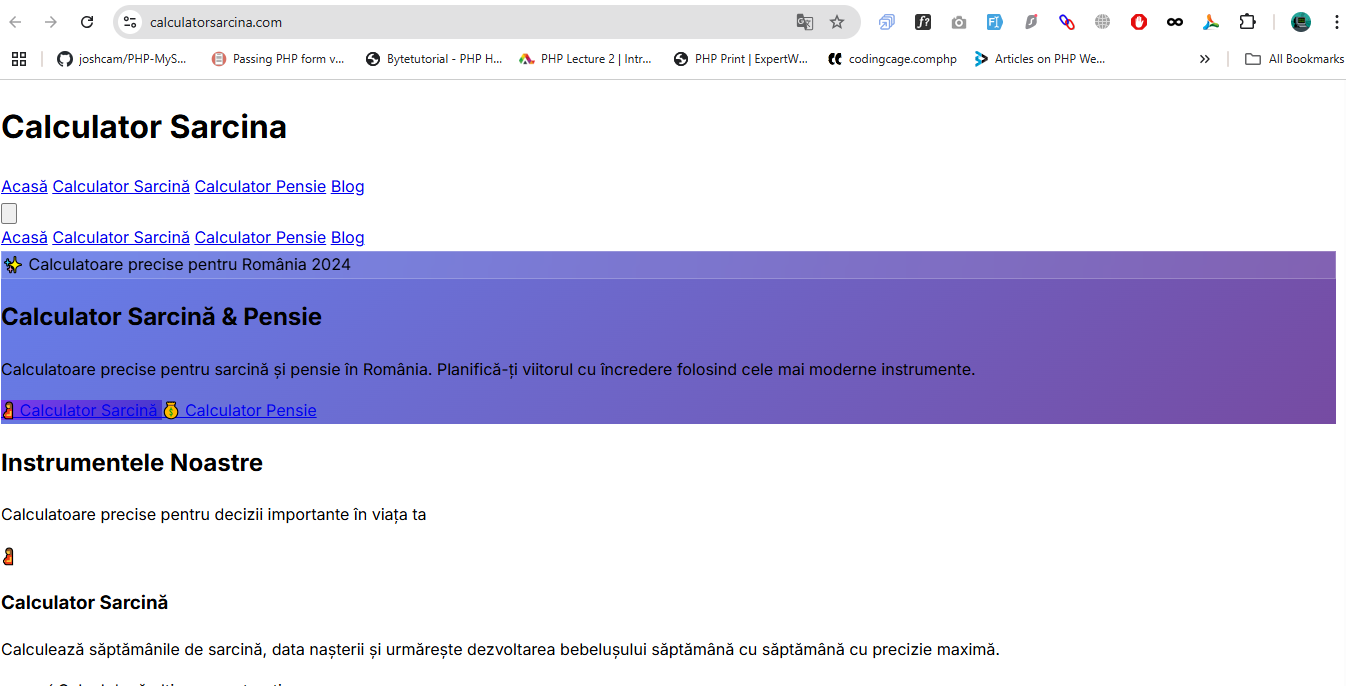 calculatorsarcina.com
joshcam/PHP-MyS...
Passing PHP form v...
Bytetutorial - PHP H...
PHP Lecture 2 | Intr...
PHP Print | ExpertW...
codingcage.comphp
Articles on PHP We...
All Bookmarks
Calculator Sarcina
Acasă Calculator Sarcină Calculator Pensie Blog
Acasă Calculator Sarcină Calculator Pensie Blog
✨ Calculatoare precise pentru România 2024
Calculator Sarcină & Pensie
Calculatoare precise pentru sarcină și pensie în România. Planifică-ți viitorul cu încredere folosind cele mai moderne instrumente.
Calculator Sarcină 💰 Calculator Pensie
Instrumentele Noastre
Calculatoare precise pentru decizii importante în viața ta
Calculator Sarcină
Calculează săptămânile de sarcină, data nașterii și urmărește dezvoltarea bebelușului săptămână cu săptămână cu precizie maximă.